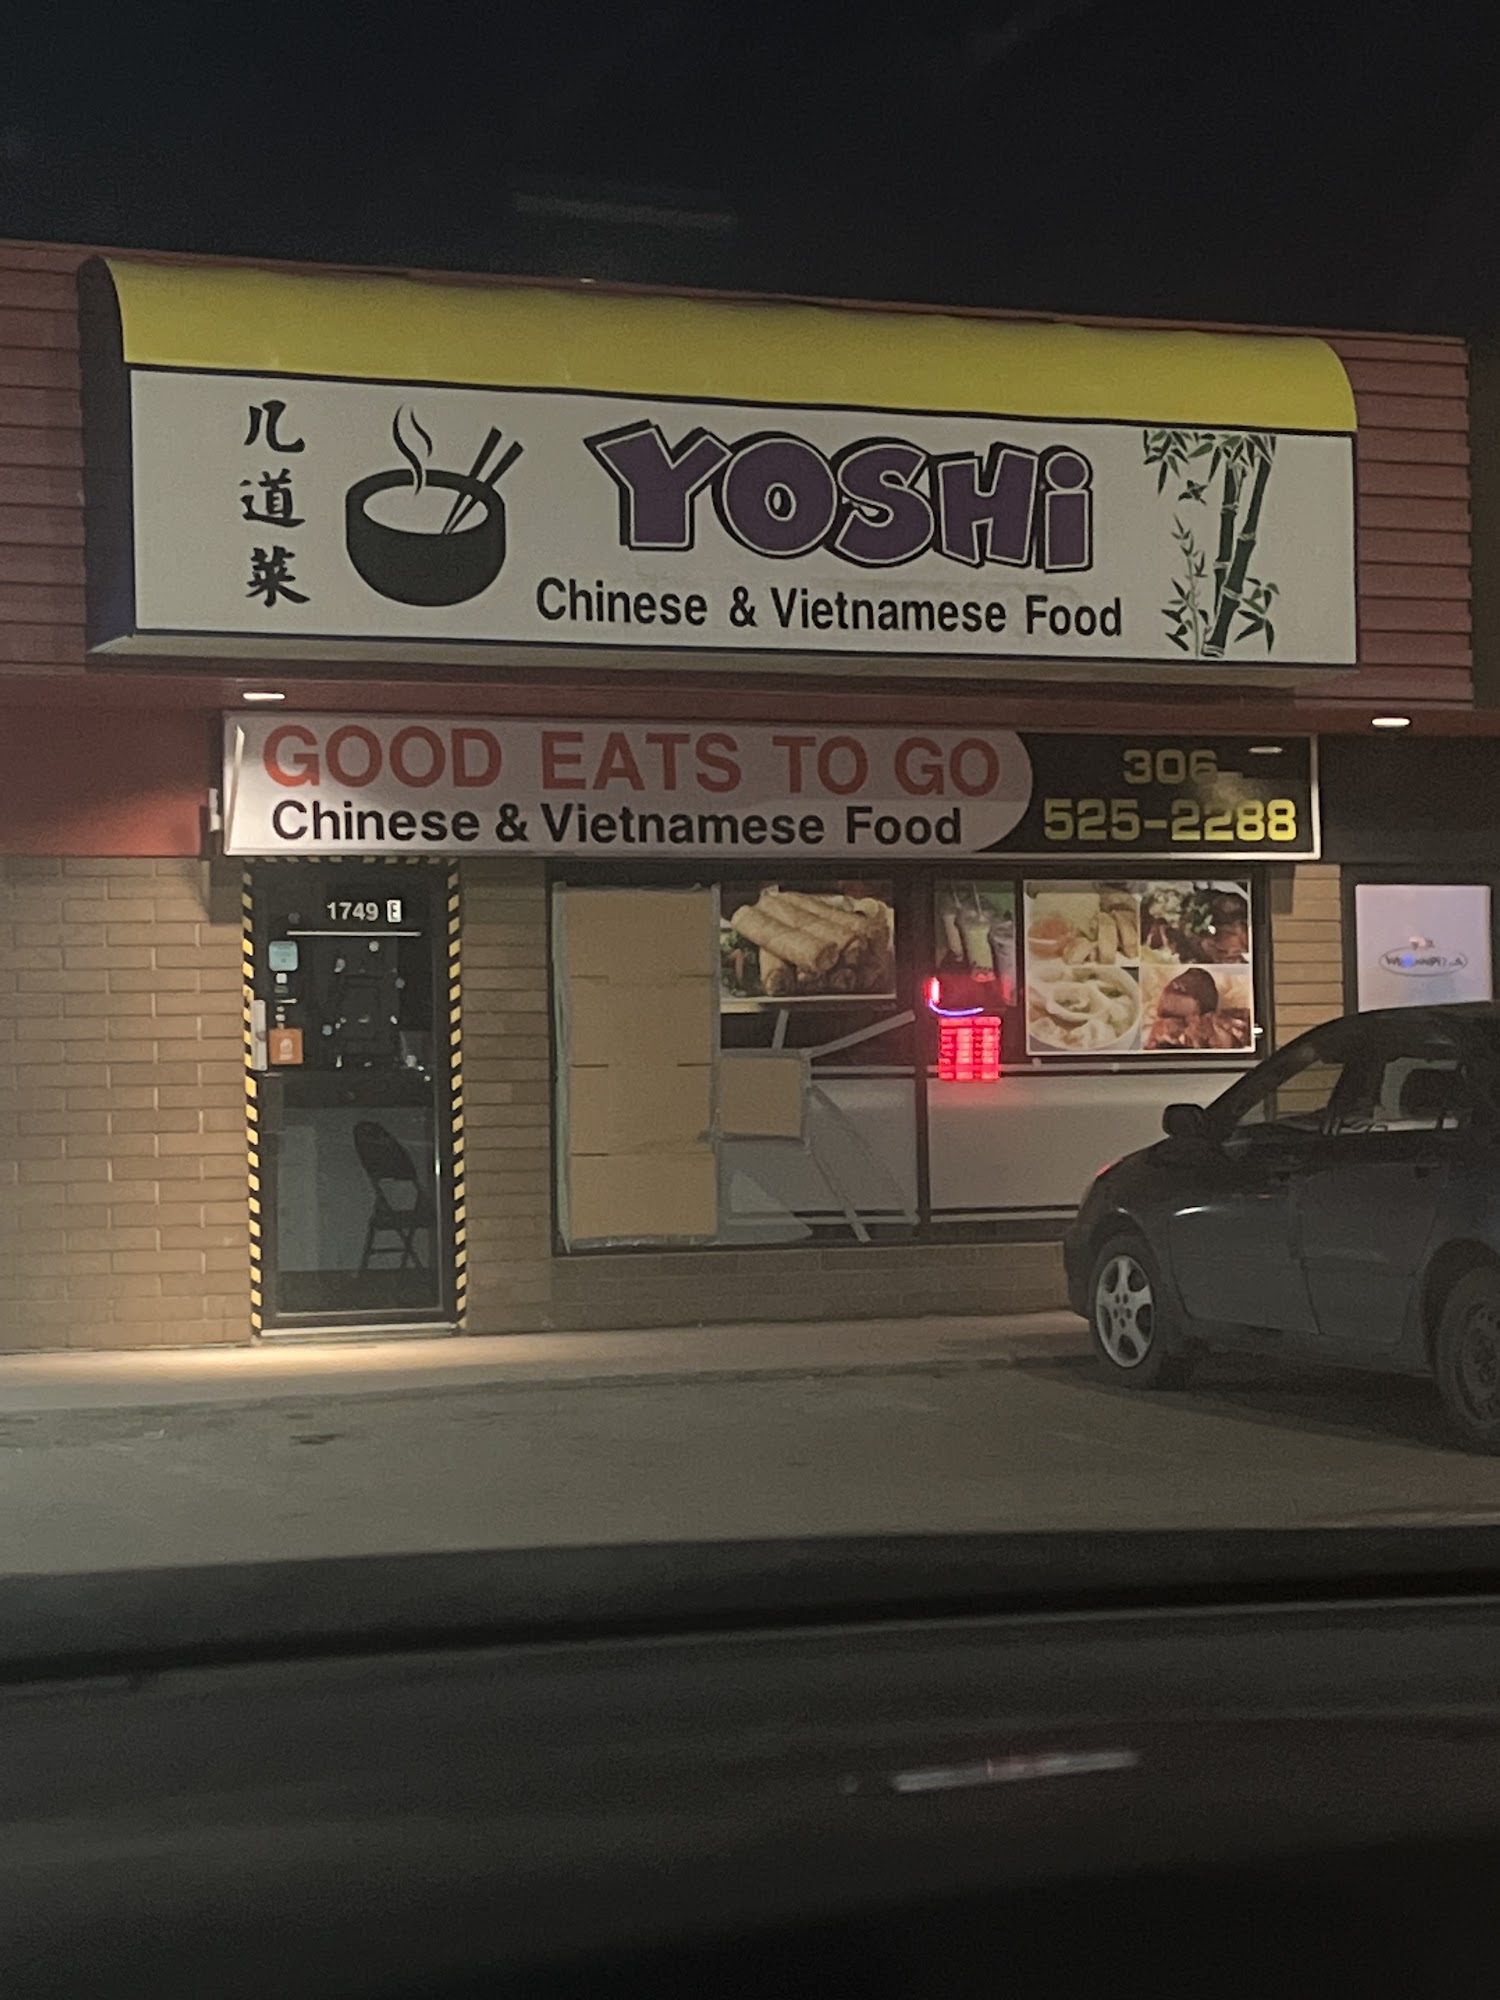 几道菜
YOSHi
Chinese & Vietnamese Food
GOOD EATS TO GO
Chinese & Vietnamese Food
306
525-2288
1749 E